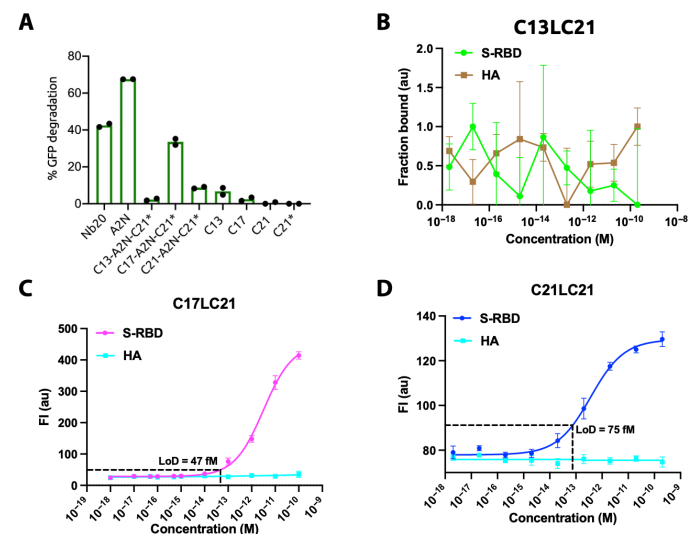 A
% GFP degradation
80
60
40
20
0
Nb20
A2N
C13-A2N-C21*
C17-A2N-C21*
C21-A2N-C21*
C13
C17
C21
C21*
B
C13LC21
S-RBD
HA
Fraction bound (au)
2.0
1.5
1.0
0.5
0.0
10−18
10−16
10−14
10−12
10−10
10−8
Concentration (M)
C
C17LC21
S-RBD
HA
FI (au)
500
400
300
200
100
0
LoD = 47 fM
10−19
10−18
10−17
10−16
10−15
10−14
10−13
10−12
10−11
10−10
10−9
Concentration (M)
D
C21LC21
S-RBD
HA
FI (au)
140
120
100
80
LoD = 75 fM
10−18
10−17
10−16
10−15
10−14
10−13
10−12
10−11
10−10
10−9
Concentration (M)